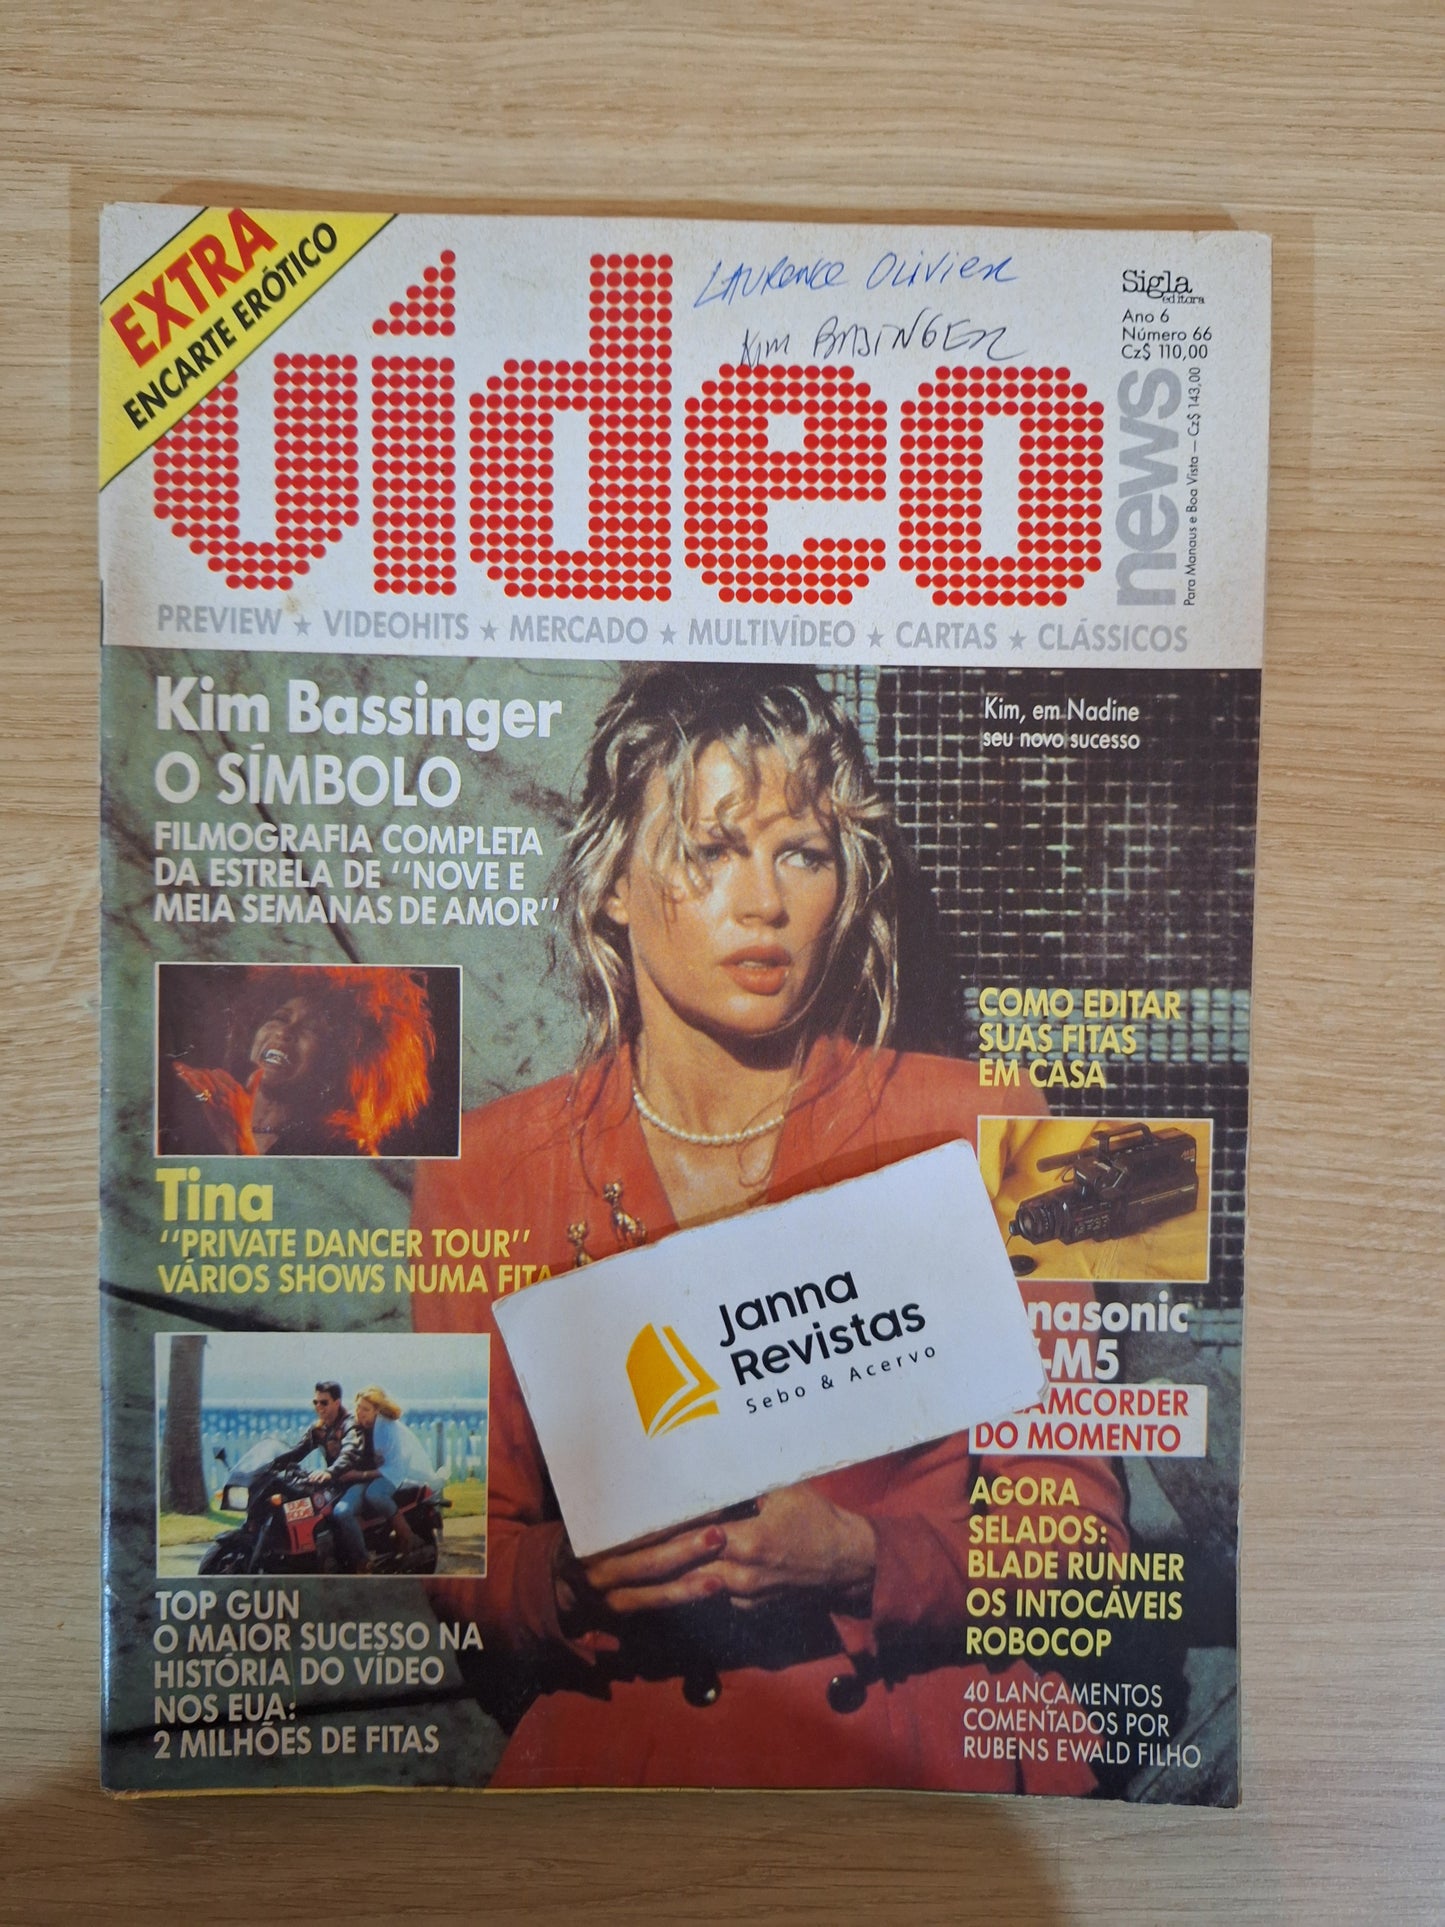 EXTRA
ENCARTE ERÓTICO
LAURENCE OLIVIER
KIM BASINGER
Sigla
editora
Ano 6
Número 66
Cz$ 110,00
Para Manaus e Boa Vista — Cz$ 143,00
vídeo
news
PREVIEW ★ VIDEOHITS ★ MERCADO ★ MULTIVÍDEO ★ CARTAS ★ CLÁSSICOS
Kim Bassinger
O SÍMBOLO
FILMOGRAFIA COMPLETA
DA ESTRELA DE "NOVE E
MEIA SEMANAS DE AMOR"
Kim, em Nadine
seu novo sucesso
COMO EDITAR
SUAS FITAS
EM CASA
Tina
"PRIVATE DANCER TOUR"
VÁRIOS SHOWS NUMA FITA
Janna
Revistas
Sebo & Acervo
nasonic
-M5
AMCORDER
DO MOMENTO
TOP GUN
O MAIOR SUCESSO NA
HISTÓRIA DO VÍDEO
NOS EUA:
2 MILHÕES DE FITAS
AGORA
SELADOS:
BLADE RUNNER
OS INTOCÁVEIS
ROBOCOP
40 LANÇAMENTOS
COMENTADOS POR
RUBENS EWALD FILHO